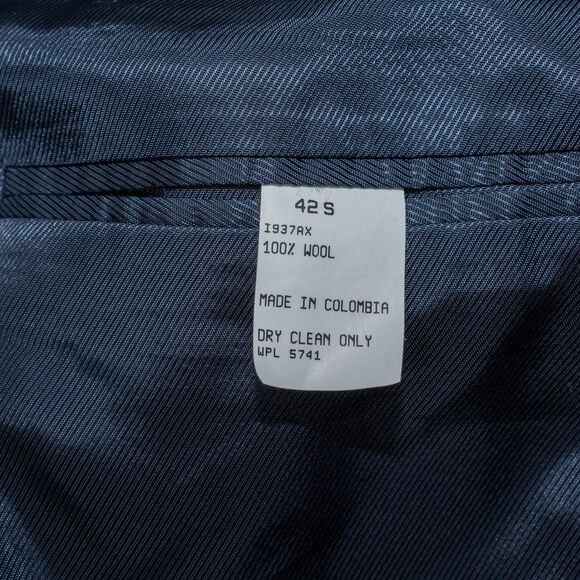 42 S
I937AX
100% WOOL
MADE IN COLOMBIA
DRY CLEAN ONLY
WPL 5741